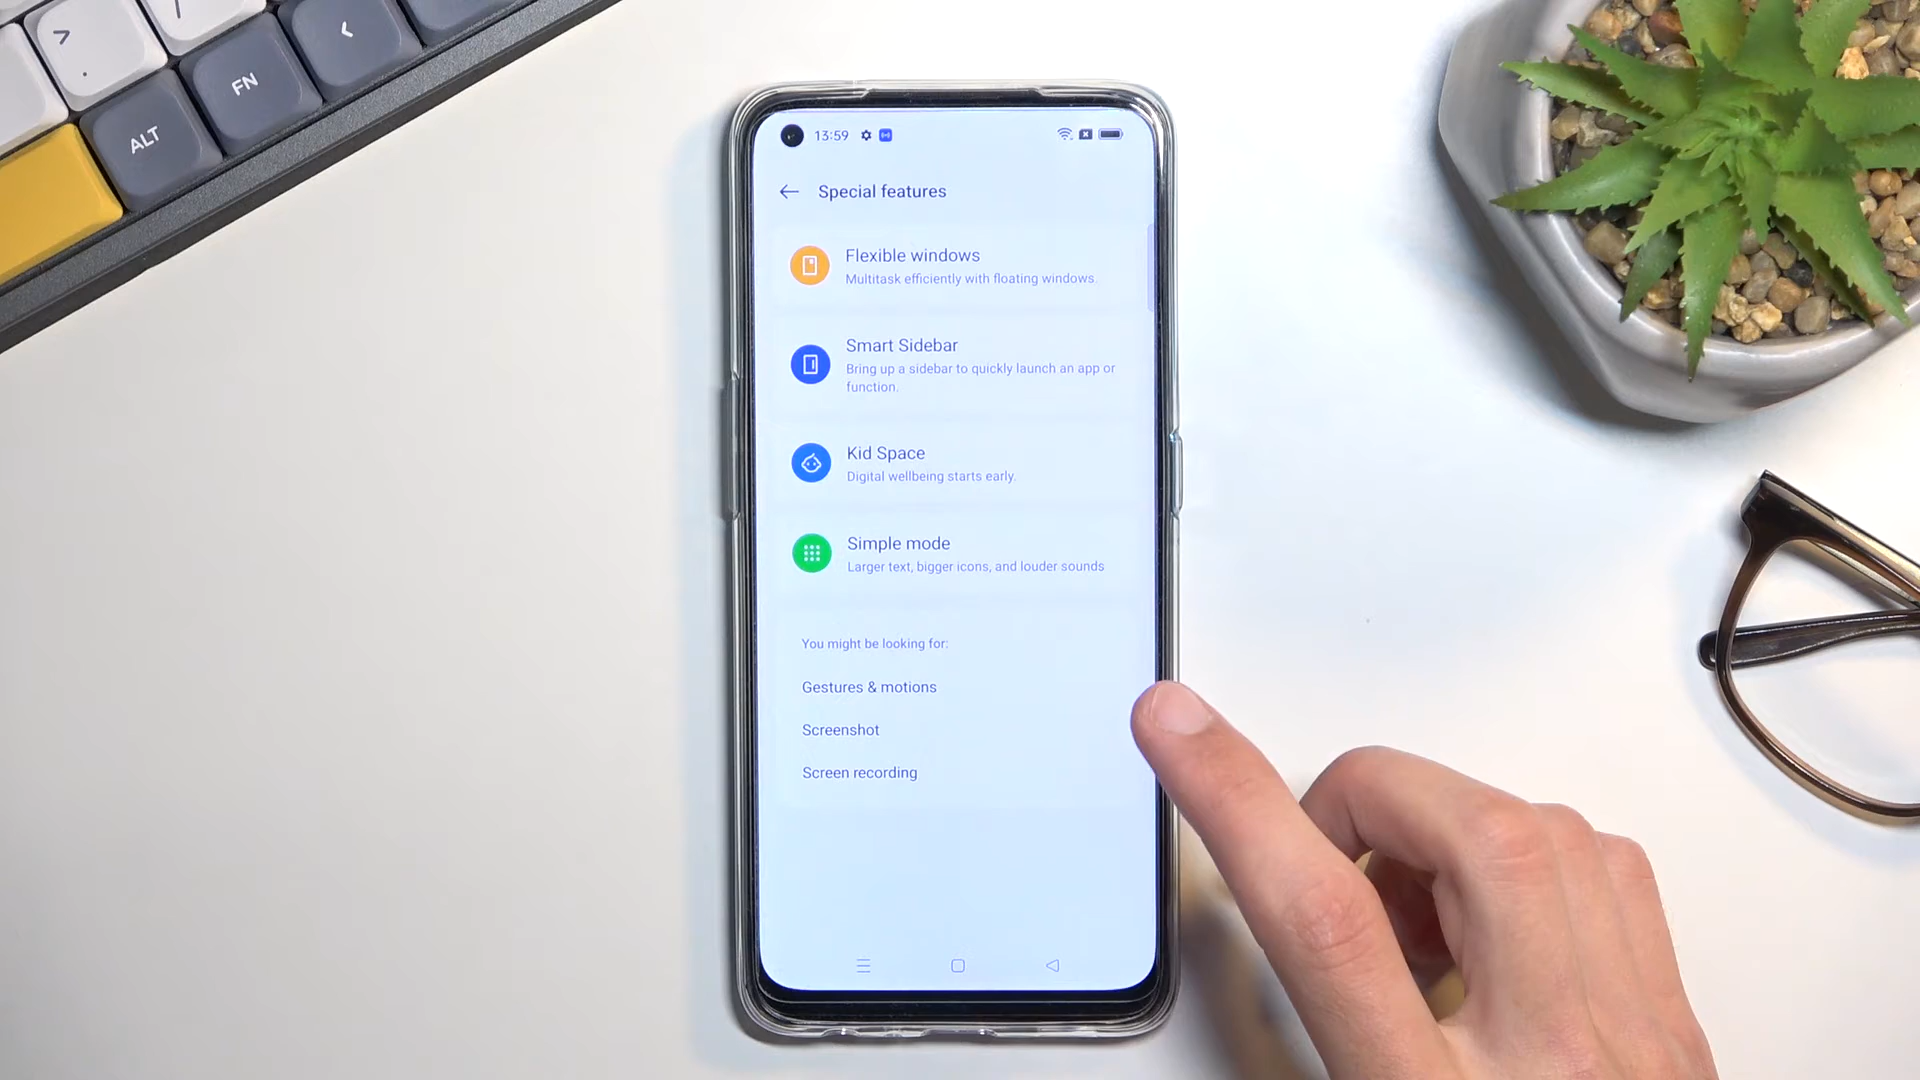 >
.
/
<
FN
ALT
13:59
Special features
Flexible windows
Multitask efficiently with floating windows.
Smart Sidebar
Bring up a sidebar to quickly launch an app or
function.
Kid Space
Digital wellbeing starts early.
Simple mode
Larger text, bigger icons, and louder sounds
You might be looking for:
Gestures & motions
Screenshot
Screen recording